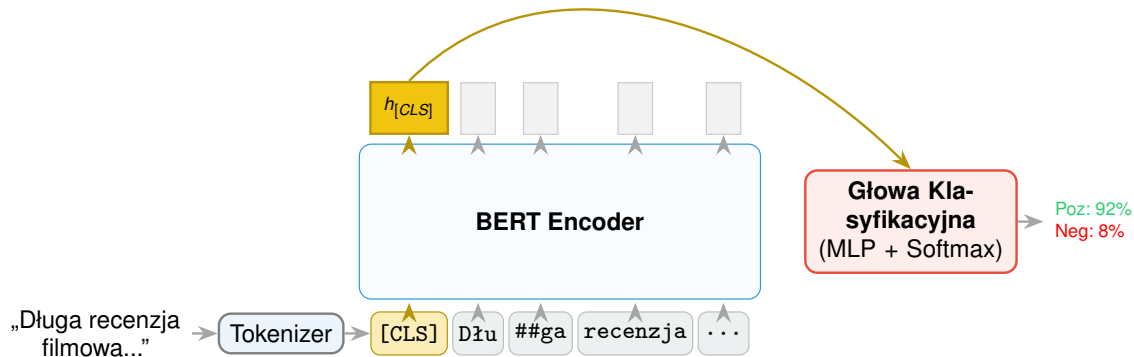 h[CLS]
BERT Encoder
Głowa Kla-
syfikacyjna
(MLP + Softmax)
Poz: 92%
Neg: 8%
„Długa recenzja
filmowa...”
Tokenizer
[CLS] Dłu ##ga recenzja ...